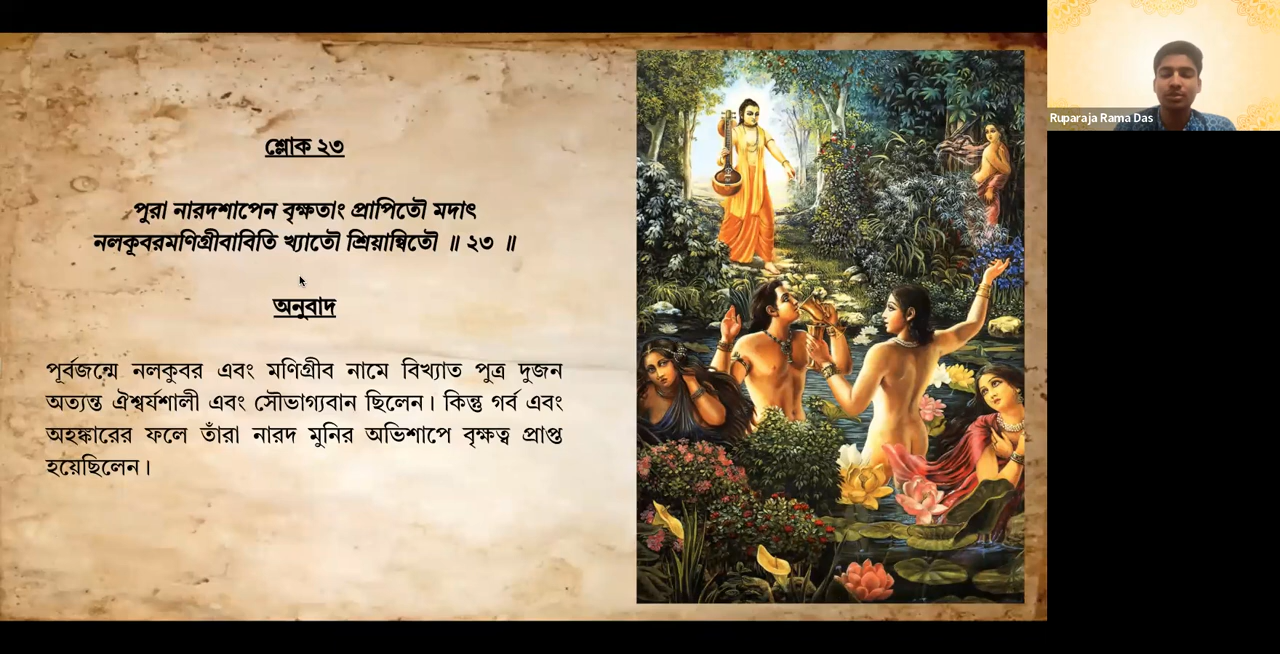 শ্লোক ২৩
পুরা নারদশাপেন বৃক্ষতাং প্রাপিতৌ মদাৎ
নলকূবরমণিগ্রীবাবিতি খ্যাতৌ শ্রিয়ান্বিতৌ ॥ ২৩ ॥
অনুবাদ
পূর্বজন্মে নলকুবর এবং মণিগ্রীব নামে বিখ্যাত পুত্র দুজন
অত্যন্ত ঐশ্বর্যশালী এবং সৌভাগ্যবান ছিলেন। কিন্তু গর্ব এবং
অহঙ্কারের ফলে তাঁরা নারদ মুনির অভিশাপে বৃক্ষত্ব প্রাপ্ত
হয়েছিলেন।
Ruparaja Rama Das